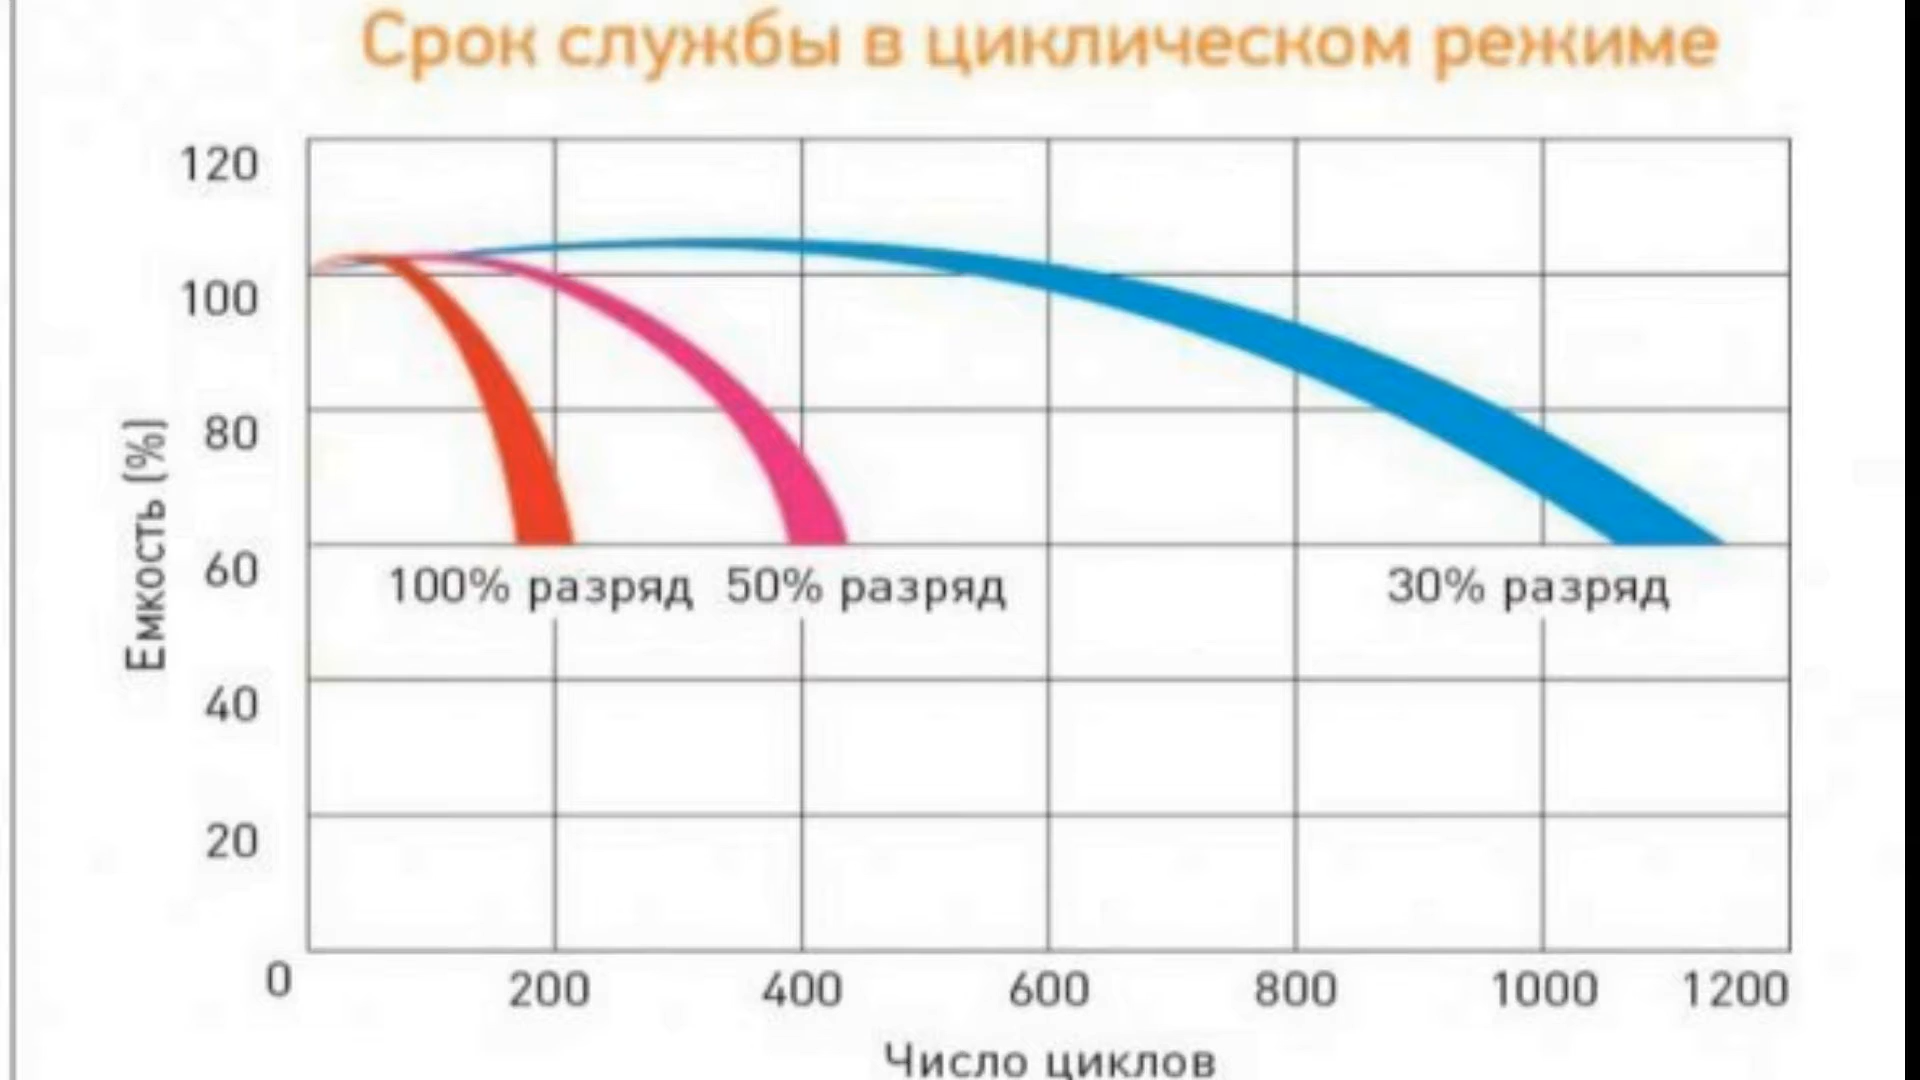 Срок службы в циклическом режиме
120
100
80
60
40
20
0
Емкость (%)
100% разряд
50% разряд
30% разряд
200
400
600
800
1000
1200
Число циклов